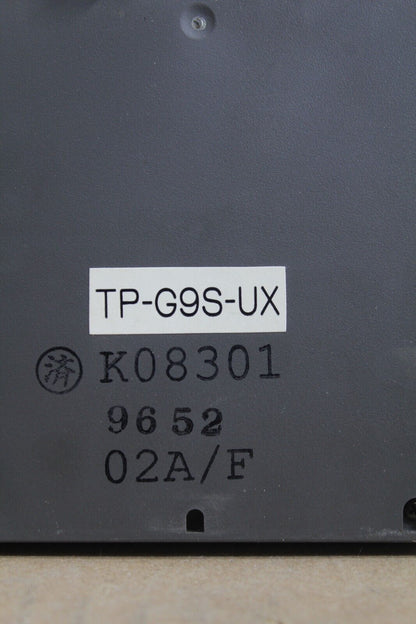 TP-G9S-UX
済 K08301
9652
02A/F